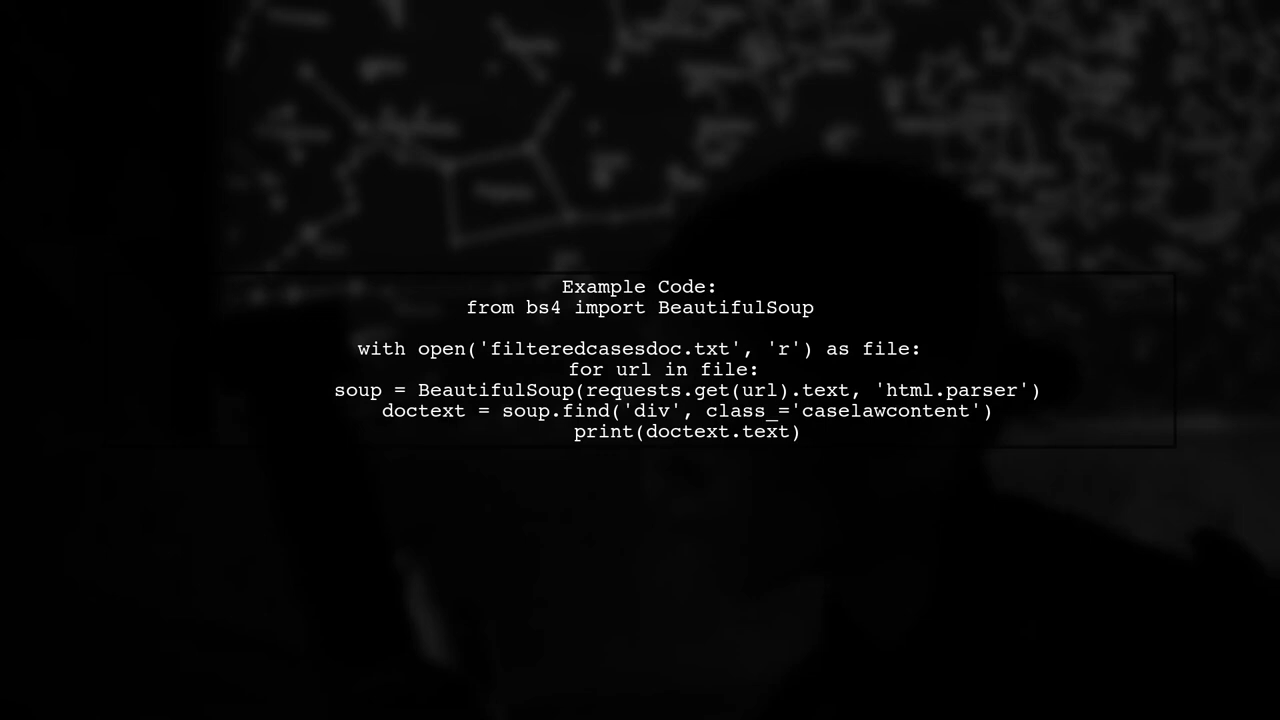 Example Code:
from bs4 import BeautifulSoup
with open('filteredcasesdoc.txt', 'r') as file:
for url in file:
soup = BeautifulSoup(requests.get(url).text, 'html.parser')
doctext = soup.find('div', class_='caselawcontent')
print(doctext.text)